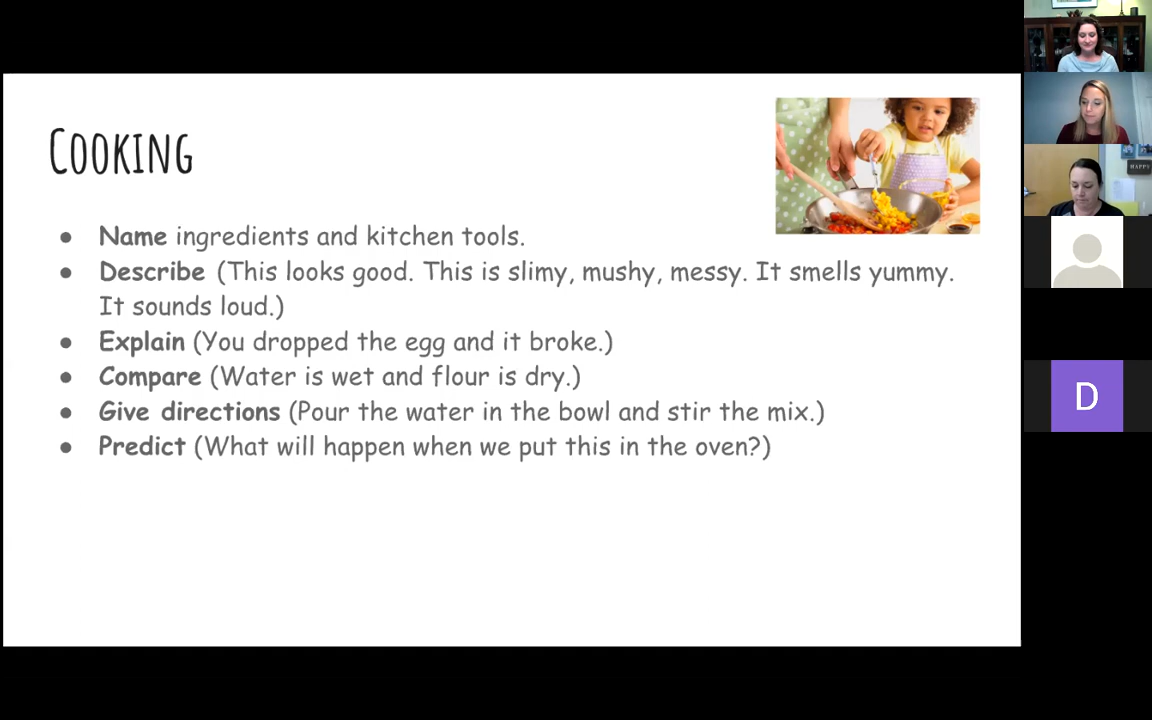 Cooking
● Name ingredients and kitchen tools.
● Describe (This looks good. This is slimy, mushy, messy. It smells yummy.
It sounds loud.)
● Explain (You dropped the egg and it broke.)
● Compare (Water is wet and flour is dry.)
● Give directions (Pour the water in the bowl and stir the mix.)
● Predict (What will happen when we put this in the oven?)
HAPPY
D